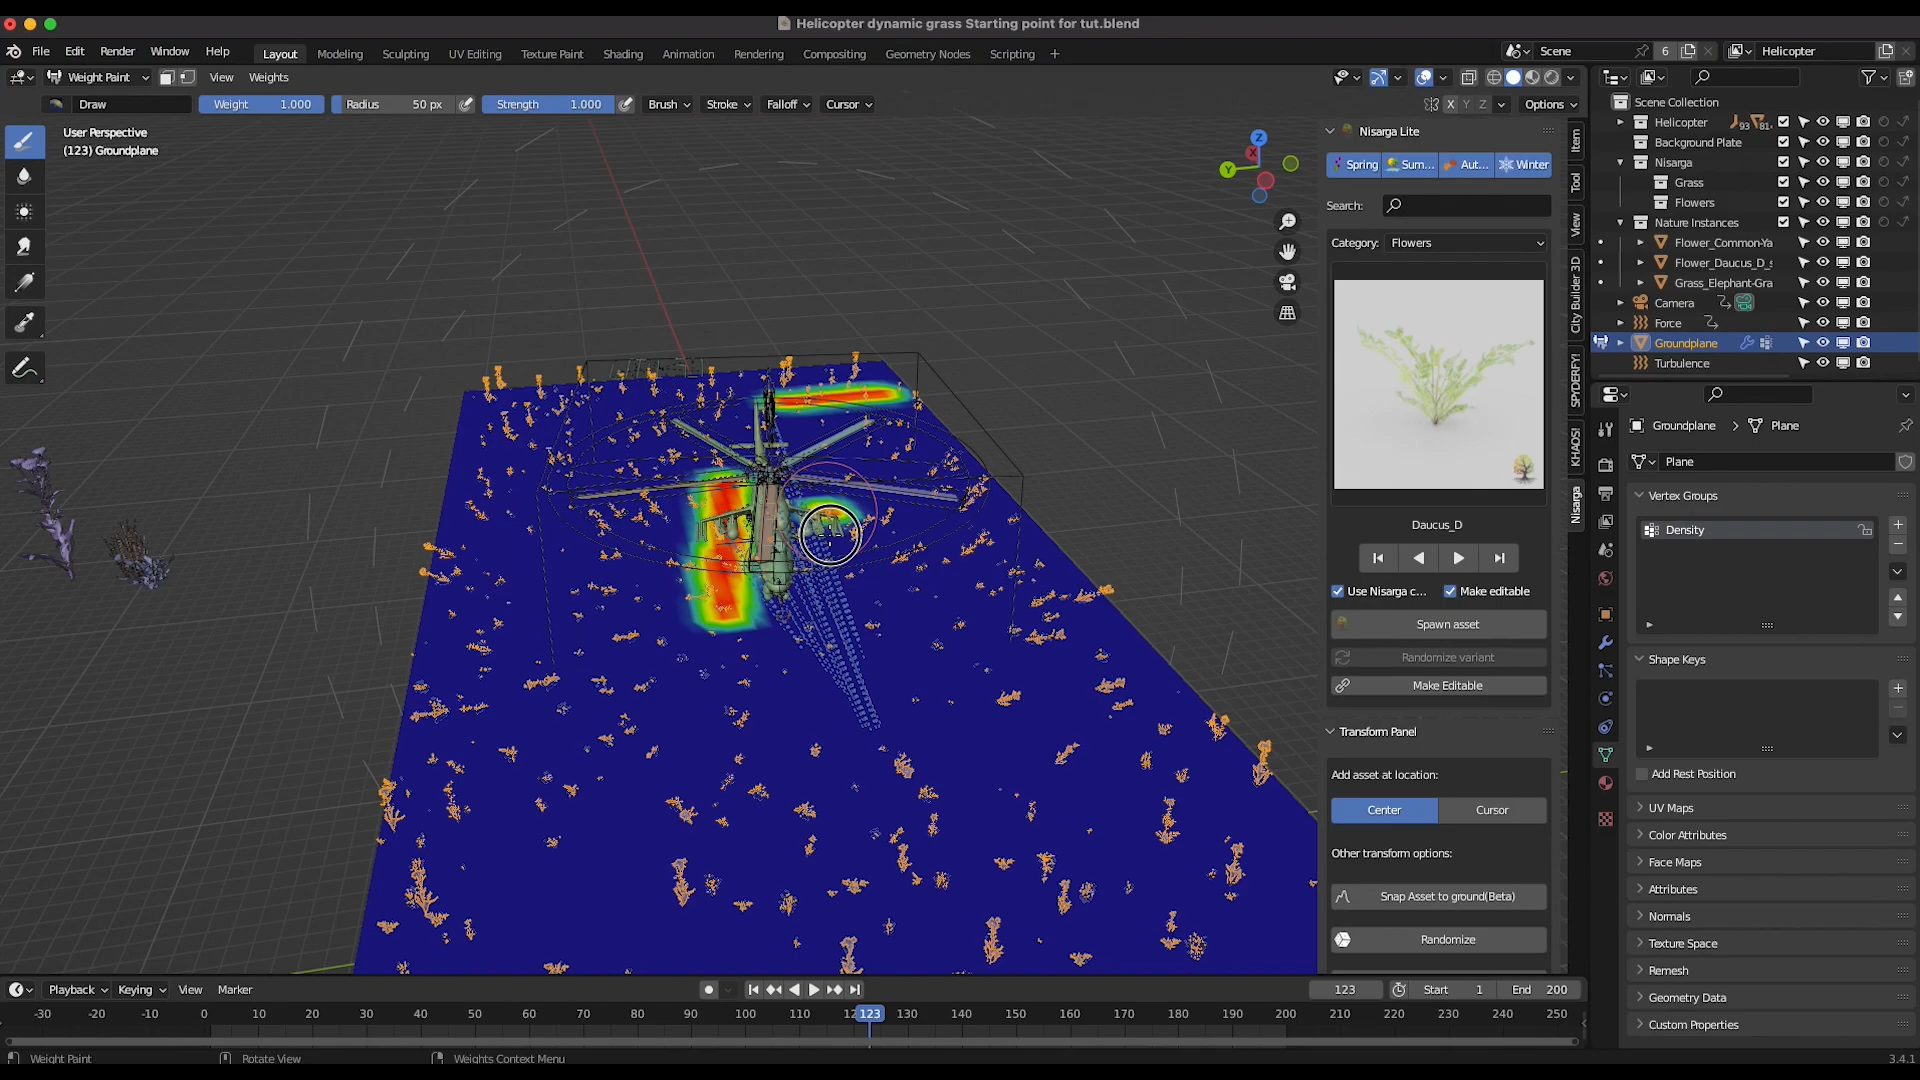 Helicopter dynamic grass Starting point for tut.blend
File Edit Render Window Help Layout Modeling Sculpting UV Editing Texture Paint Shading Animation Rendering Compositing Geometry Nodes Scripting + Scene 6 Helicopter
Weight Paint View Weights
Draw Weight 1.000 Radius 50 px Strength 1.000 Brush Stroke Falloff Cursor X Y Z Options
User Perspective
(123) Groundplane
Z
X
Y
Nisarga Lite
Spring Sum... Aut... Winter
Search:
Category: Flowers
Daucus_D
Use Nisarga c... Make editable
Spawn asset
Randomize variant
Make Editable
Transform Panel
Add asset at location:
Center Cursor
Other transform options:
Snap Asset to ground(Beta)
Randomize
Item
Tool
View
City Builder 3D
SPYDERFY!
KHAOS!
Nisarga
Scene Collection
Helicopter 93 81
Background Plate
Nisarga
Grass
Flowers
Nature Instances
Flower_Common-Ya
Flower_Daucus_D_s
Grass_Elephant-Gra
Camera
Force
Groundplane
Turbulence
Groundplane Plane
Plane
Vertex Groups
Density
Shape Keys
Add Rest Position
UV Maps
Color Attributes
Face Maps
Attributes
Normals
Texture Space
Remesh
Geometry Data
Custom Properties
Playback Keying View Marker 123 Start 1 End 200
-30 -20 -10 0 10 20 30 40 50 60 70 80 90 100 110 123 130 140 150 160 170 180 190 200 210 220 230 240 250
Weight Paint Rotate View Weights Context Menu 3.4.1